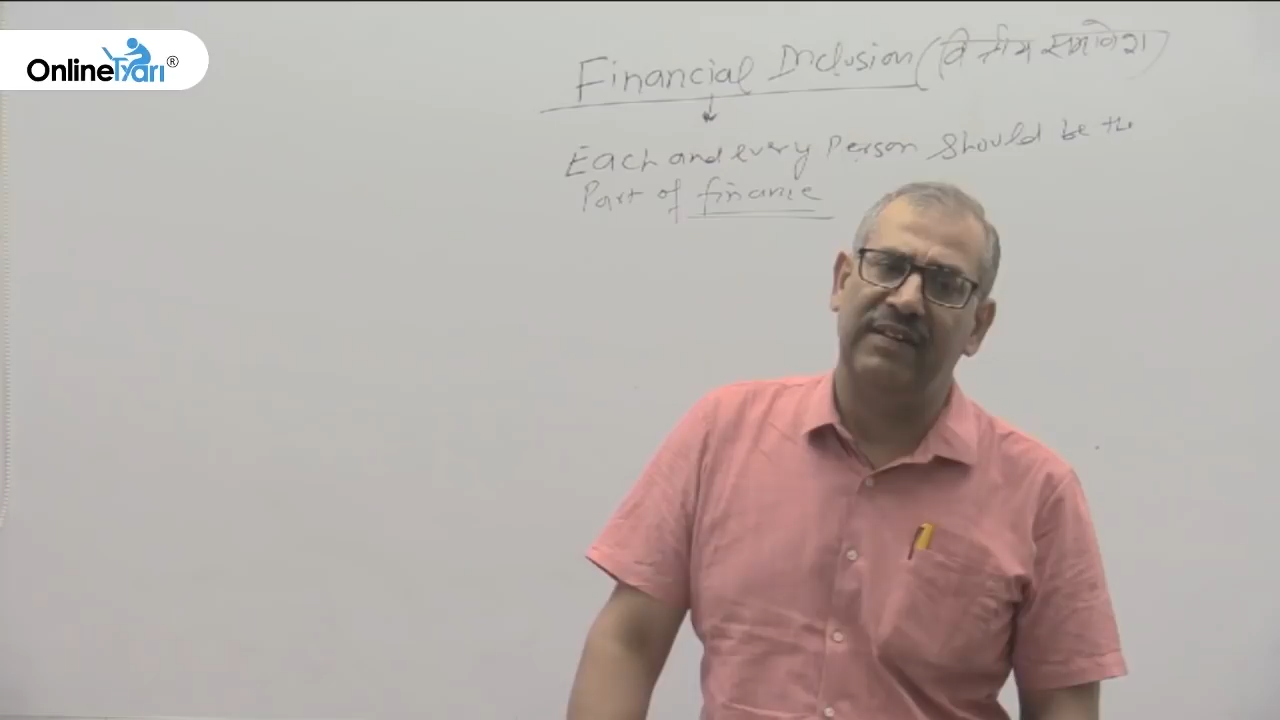 OnlineTyari®
Financial Inclusion (वित्तीय समावेश)
Each and every Person Should be the
Part of finance